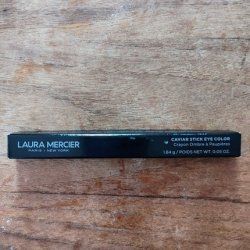 LAURA MERCIER
PARIS • NEW YORK
CAVIAR STICK EYE COLOR
Crayon Ombre à Paupières
1.64 g / POIDS NET WT. 0.05 OZ.